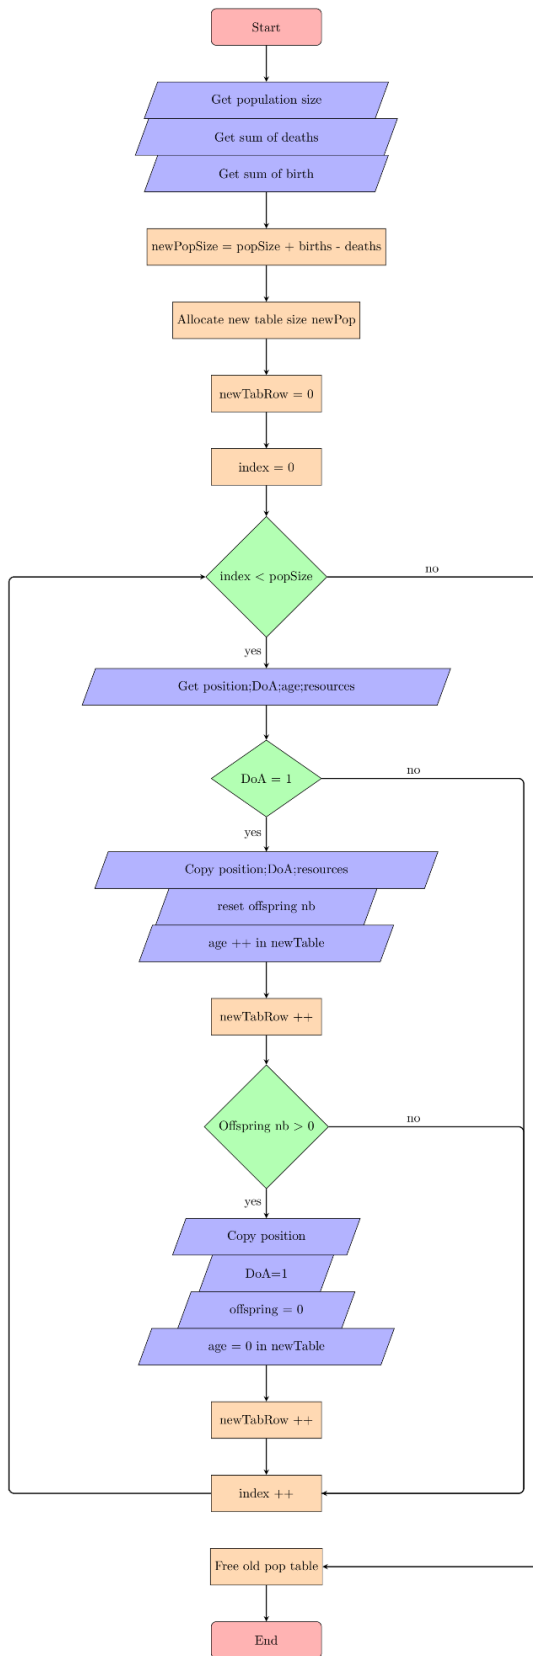 Start
Get population size
Get sum of deaths
Get sum of birth
newPopSize = popSize + births - deaths
Allocate new table size newPop
newTabRow = 0
index = 0
index < popSize
no
yes
Get position;DoA;age;resources
DoA = 1
no
yes
Copy position;DoA;resources
reset offspring nb
age ++ in newTable
newTabRow ++
Offspring nb > 0
no
yes
Copy position
DoA=1
offspring = 0
age = 0 in newTable
newTabRow ++
index ++
Free old pop table
End